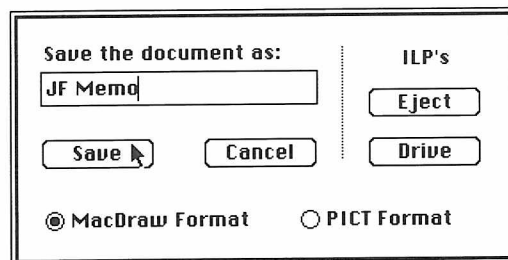 Save the document as:
JF Memo
Save
Cancel
ILP's
Eject
Drive
MacDraw Format
PICT Format